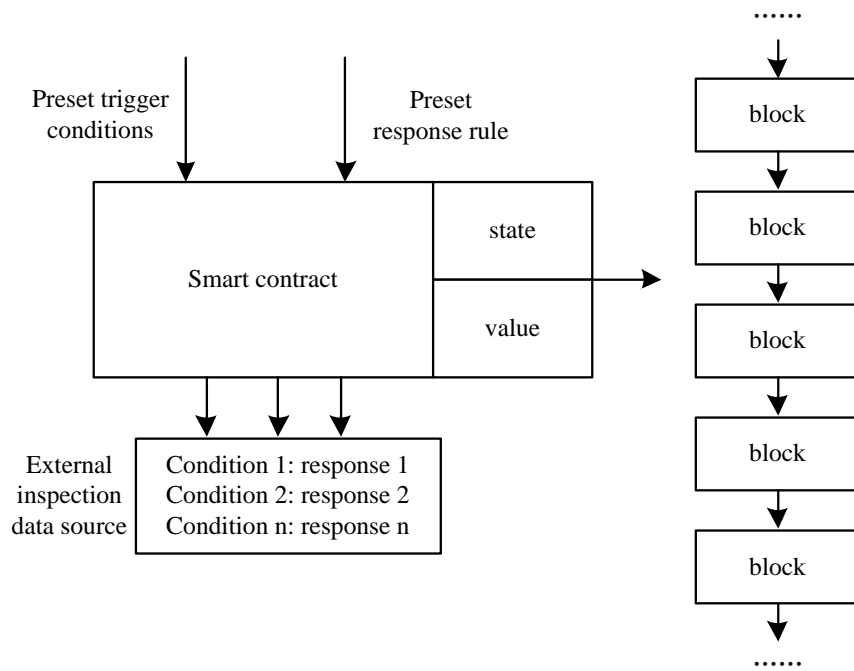 Preset trigger
conditions
Preset
response rule
Smart contract
state
value
External
inspection
data source
Condition 1: response 1
Condition 2: response 2
Condition n: response n
......
block
block
block
block
block
......